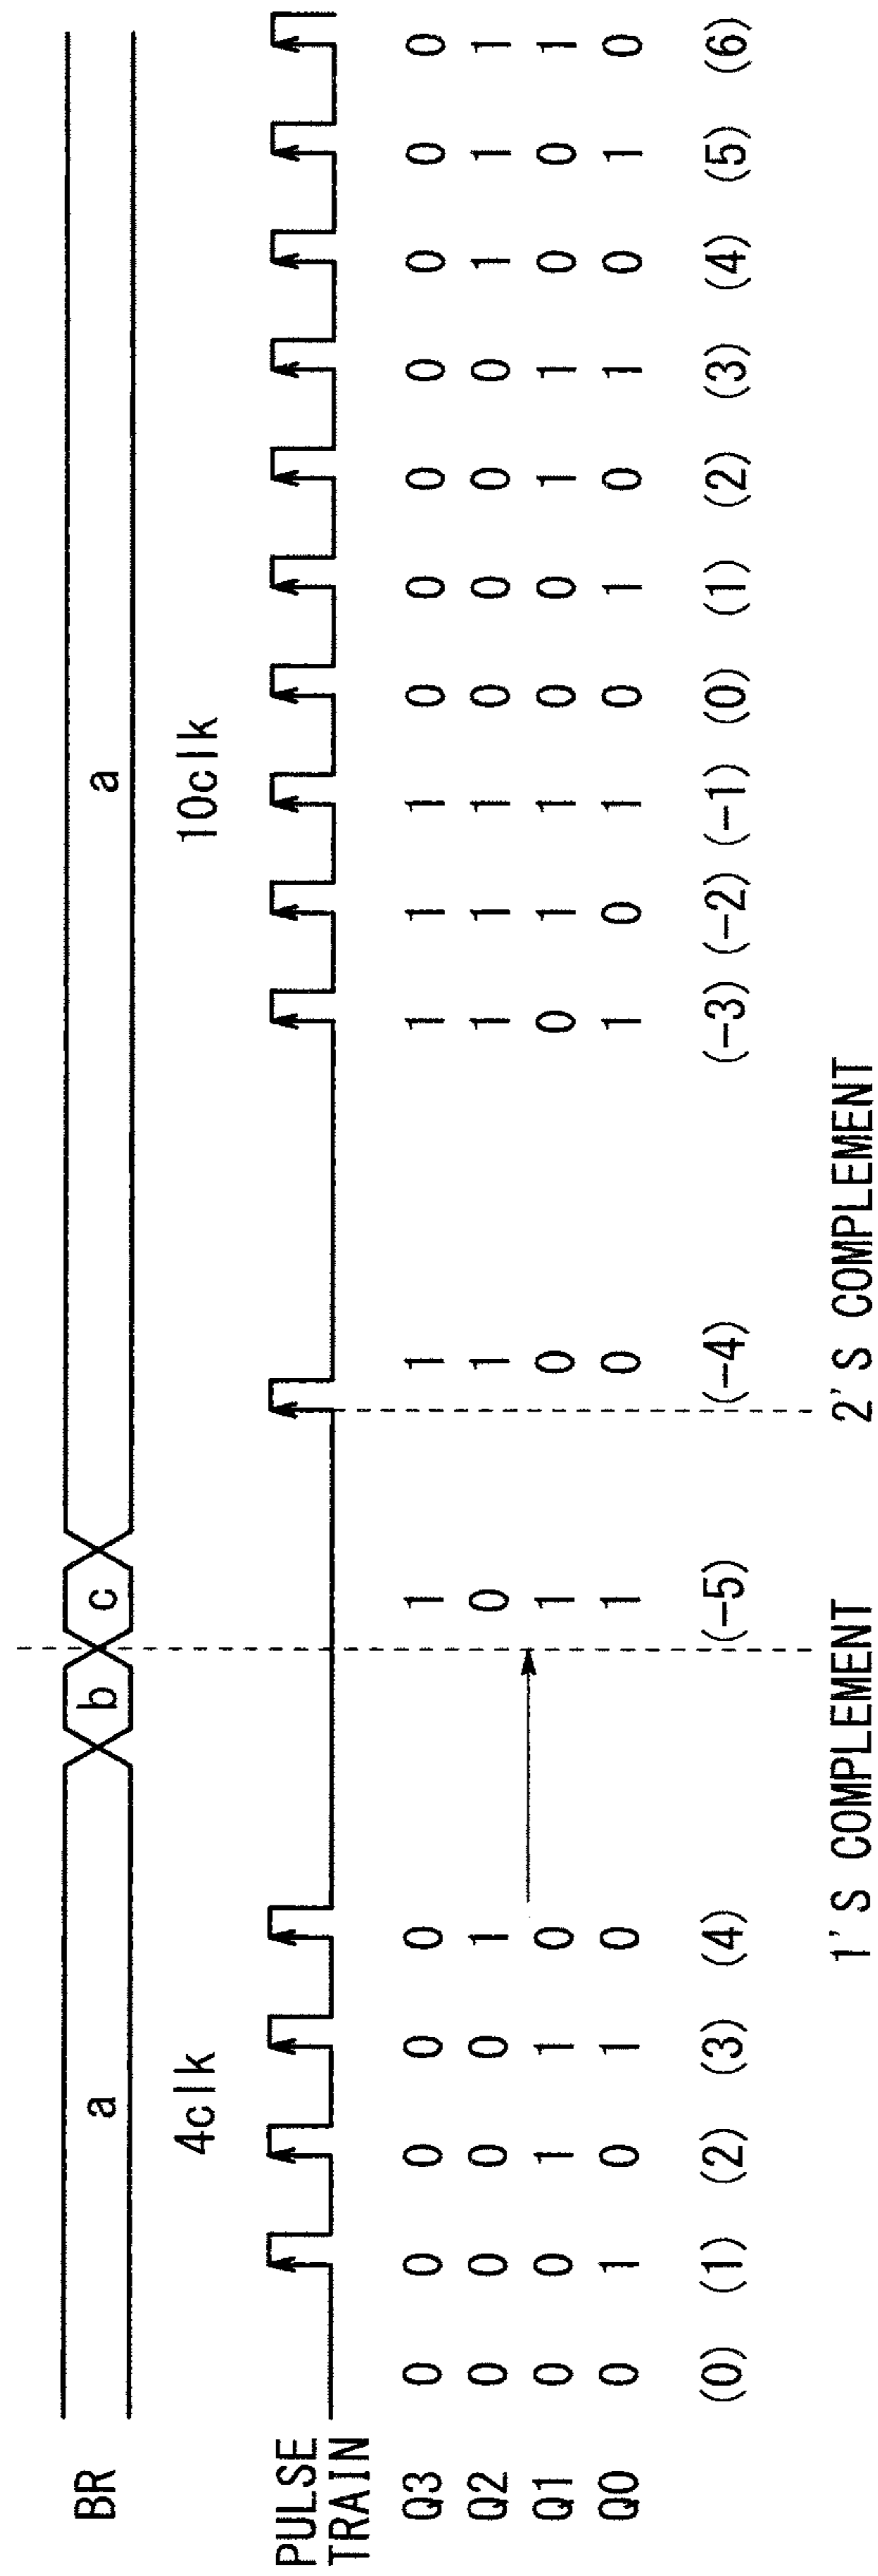 BR a b c a
4clk 10clk
PULSE
TRAIN
Q3 0 0 0 0 0 1 1 1 1 1 0 0 0 0 0 0 0
Q2 0 0 0 0 1 0 1 1 1 1 0 0 0 0 1 1 1
Q1 0 0 1 1 0 1 0 0 1 1 0 0 1 1 0 0 1
Q0 0 1 0 1 0 1 0 1 0 1 0 1 0 1 0 1 0
(0) (1) (2) (3) (4) (-5) (-4) (-3) (-2) (-1) (0) (1) (2) (3) (4) (5) (6)
1'S COMPLEMENT 2'S COMPLEMENT